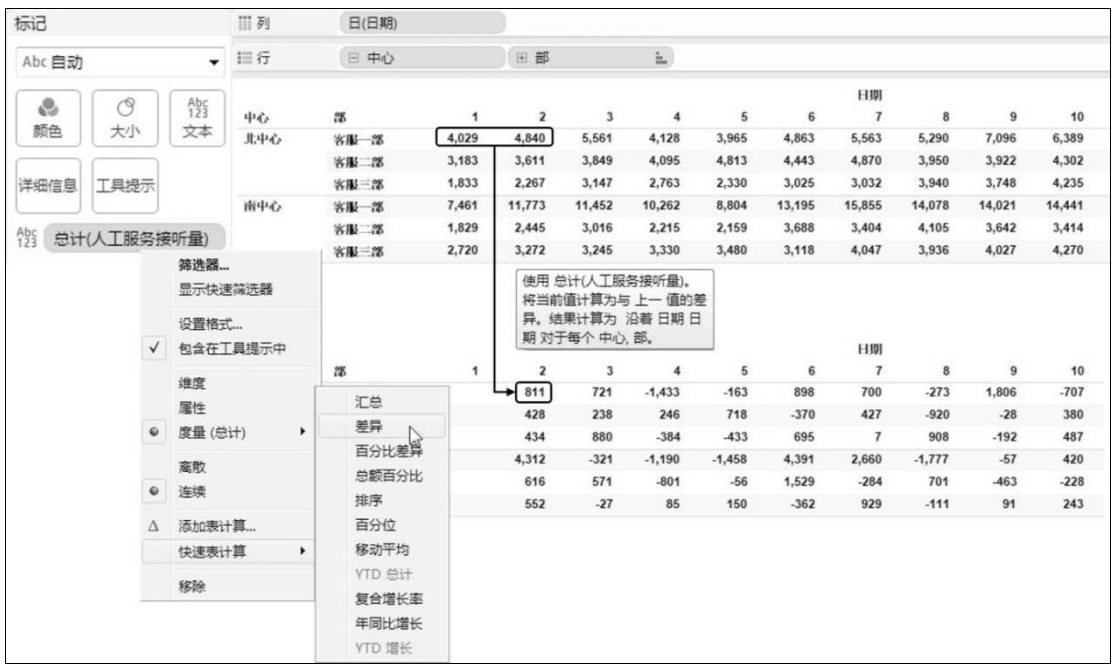 标记
列
日(日期)
Abc 自动
行
中心
部
颜色
大小
Abc 123
文本
详细信息
工具提示
Abc 123
总计(人工服务接听量)
日期
中心 部 1 2 3 4 5 6 7 8 9 10
北中心 客服一部 4,029 4,840 5,561 4,128 3,965 4,863 5,563 5,290 7,096 6,389
客服二部 3,183 3,611 3,849 4,095 4,813 4,443 4,870 3,950 3,922 4,302
客服三部 1,833 2,267 3,147 2,763 2,330 3,025 3,032 3,940 3,748 4,235
南中心 客服一部 7,461 11,773 11,452 10,262 8,804 13,195 15,855 14,078 14,021 14,441
客服二部 1,829 2,445 3,016 2,215 2,159 3,688 3,404 4,105 3,642 3,414
客服三部 2,720 3,272 3,245 3,330 3,480 3,118 4,047 3,936 4,027 4,270
使用 总计(人工服务接听量)。
将当前值计算为与 上一 值的差
异。结果计算为 沿着 日期 日
期 对于每个 中心, 部。
筛选器...
显示快速筛选器
设置格式...
包含在工具提示中
维度
属性
度量 (总计)
离散
连续
添加表计算...
快速表计算
移除
汇总
差异
百分比差异
总额百分比
排序
百分位
移动平均
YTD 总计
复合增长率
年同比增长
YTD 增长
日期
部 1 2 3 4 5 6 7 8 9 10
811 721 -1,433 -163 898 700 -273 1,806 -707
428 238 246 718 -370 427 -920 -28 380
434 880 -384 -433 695 7 908 -192 487
4,312 -321 -1,190 -1,458 4,391 2,660 -1,777 -57 420
616 571 -801 -56 1,529 -284 701 -463 -228
552 -27 85 150 -362 929 -111 91 243